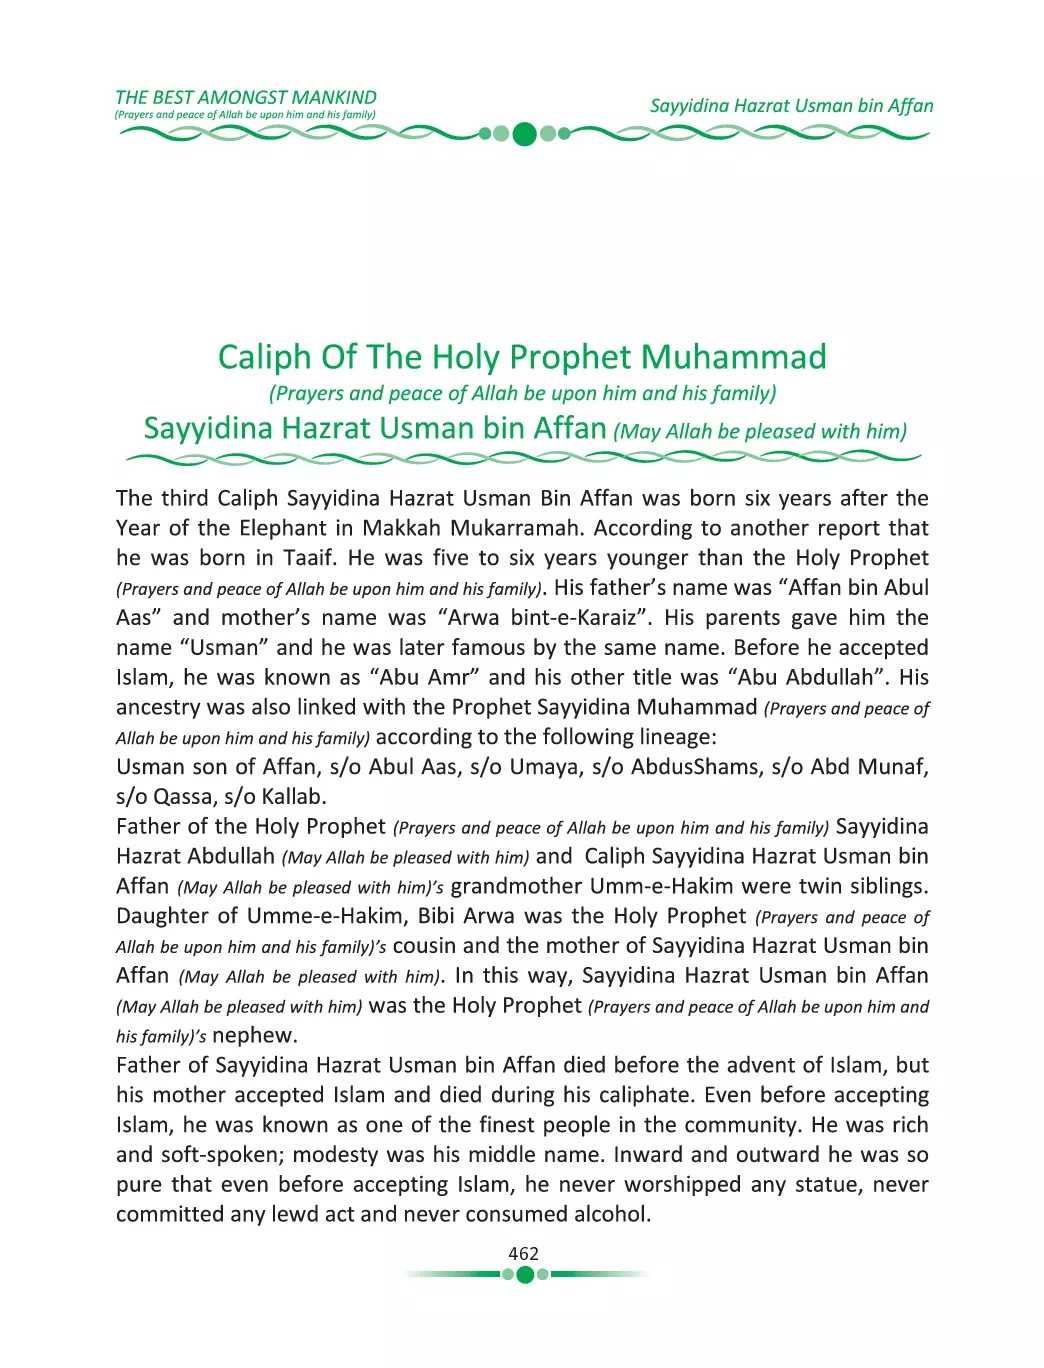 THE BEST AMONGST MANKIND
(Prayers and peace of Allah be upon him and his family)
Sayyidina Hazrat Usman bin Affan
Caliph Of The Holy Prophet Muhammad
(Prayers and peace of Allah be upon him and his family)
Sayyidina Hazrat Usman bin Affan (May Allah be pleased with him)
The third Caliph Sayyidina Hazrat Usman Bin Affan was born six years after the
Year of the Elephant in Makkah Mukarramah. According to another report that
he was born in Taaif. He was five to six years younger than the Holy Prophet
(Prayers and peace of Allah be upon him and his family). His father’s name was “Affan bin Abul
Aas” and mother’s name was “Arwa bint-e-Karaiz”. His parents gave him the
name “Usman” and he was later famous by the same name. Before he accepted
Islam, he was known as “Abu Amr” and his other title was “Abu Abdullah”. His
ancestry was also linked with the Prophet Sayyidina Muhammad (Prayers and peace of
Allah be upon him and his family) according to the following lineage:
Usman son of Affan, s/o Abul Aas, s/o Umaya, s/o AbdusShams, s/o Abd Munaf,
s/o Qassa, s/o Kallab.
Father of the Holy Prophet (Prayers and peace of Allah be upon him and his family) Sayyidina
Hazrat Abdullah (May Allah be pleased with him) and Caliph Sayyidina Hazrat Usman bin
Affan (May Allah be pleased with him)’s grandmother Umm-e-Hakim were twin siblings.
Daughter of Umme-e-Hakim, Bibi Arwa was the Holy Prophet (Prayers and peace of
Allah be upon him and his family)’s cousin and the mother of Sayyidina Hazrat Usman bin
Affan (May Allah be pleased with him). In this way, Sayyidina Hazrat Usman bin Affan
(May Allah be pleased with him) was the Holy Prophet (Prayers and peace of Allah be upon him and
his family)’s nephew.
Father of Sayyidina Hazrat Usman bin Affan died before the advent of Islam, but
his mother accepted Islam and died during his caliphate. Even before accepting
Islam, he was known as one of the finest people in the community. He was rich
and soft-spoken; modesty was his middle name. Inward and outward he was so
pure that even before accepting Islam, he never worshipped any statue, never
committed any lewd act and never consumed alcohol.
462